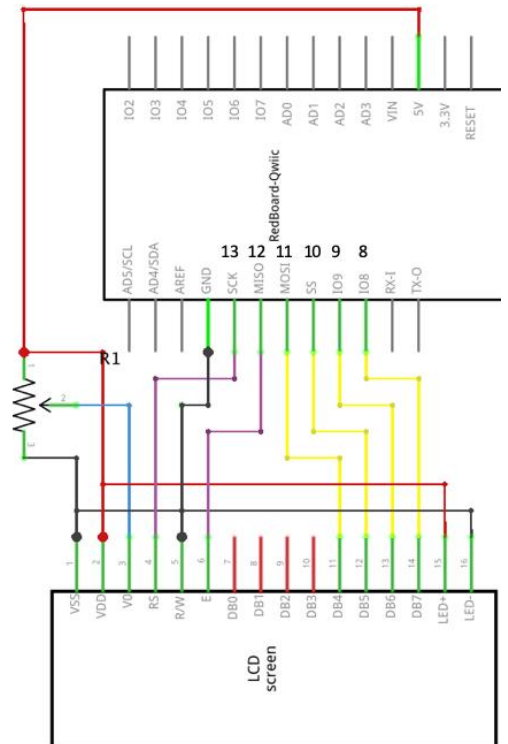 IO2
IO3
IO4
IO5
IO6
IO7
AD0
AD1
AD2
AD3
VIN
5V
3.3V
RESET
RedBoard-Qwiic
13 12 11 10 9 8
AD5/SCL
AD4/SDA
AREF
GND
SCK
MISO
MOSI
SS
IO9
IO8
RX-I
TX-O
R1
1
2
3
1
2
3
4
5
6
7
8
9
10
11
12
13
14
15
16
VSS
VDD
V0
RS
R/W
E
DB0
DB1
DB2
DB3
DB4
DB5
DB6
DB7
LED+
LED-
LCD
screen